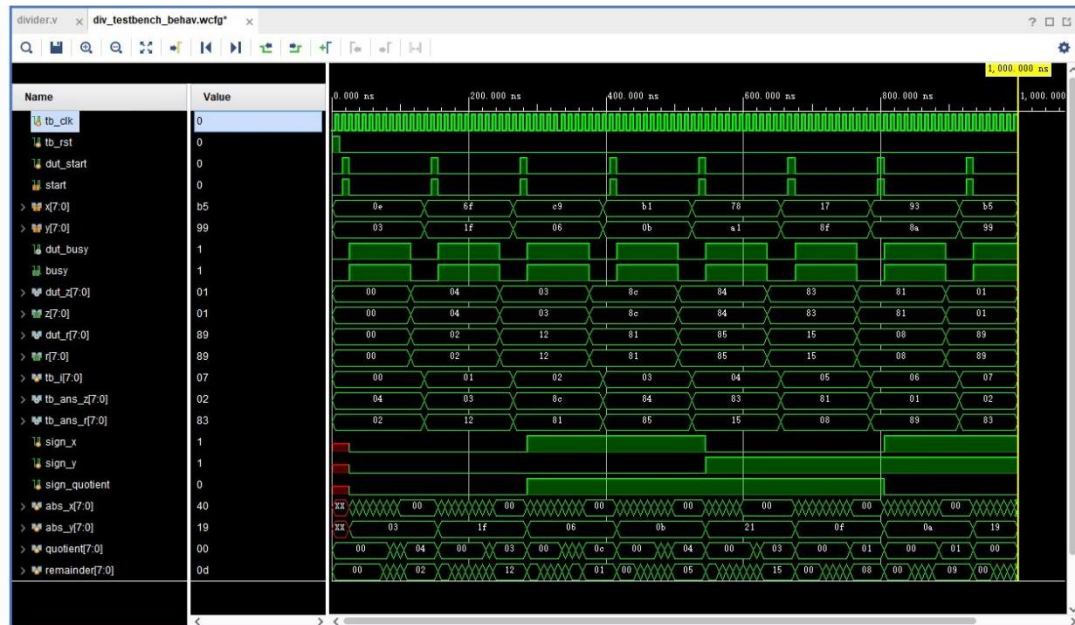 divider.v × div_testbench_behav.wcfg* × ?
1,000.000 ns
Name Value 0.000 ns 200.000 ns 400.000 ns 600.000 ns 800.000 ns 1,000.000
tb_clk 0
tb_rst 0
dut_start 0
start 0
x[7:0] b5 0e 6f c9 b1 78 17 93 b5
y[7:0] 99 03 1f 06 0b a1 8f 8a 99
dut_busy 1
busy 1
dut_z[7:0] 01 00 04 03 8c 84 83 81 01
z[7:0] 01 00 04 03 8c 84 83 81 01
dut_r[7:0] 89 00 02 12 81 85 15 08 89
r[7:0] 89 00 02 12 81 85 15 08 89
tb_i[7:0] 07 00 01 02 03 04 05 06 07
tb_ans_z[7:0] 02 04 03 8c 84 83 81 01 02
tb_ans_r[7:0] 83 02 12 81 85 15 08 89 83
sign_x 1
sign_y 1
sign_quotient 0
abs_x[7:0] 40 XX 00 00 00 00 00 00 00
abs_y[7:0] 19 XX 03 1f 06 0b 21 0f 0a 19
quotient[7:0] 00 00 04 00 03 00 0c 00 04 00 03 00 01 00 01 00
remainder[7:0] 0d 00 02 12 01 00 05 15 00 08 00 09 00